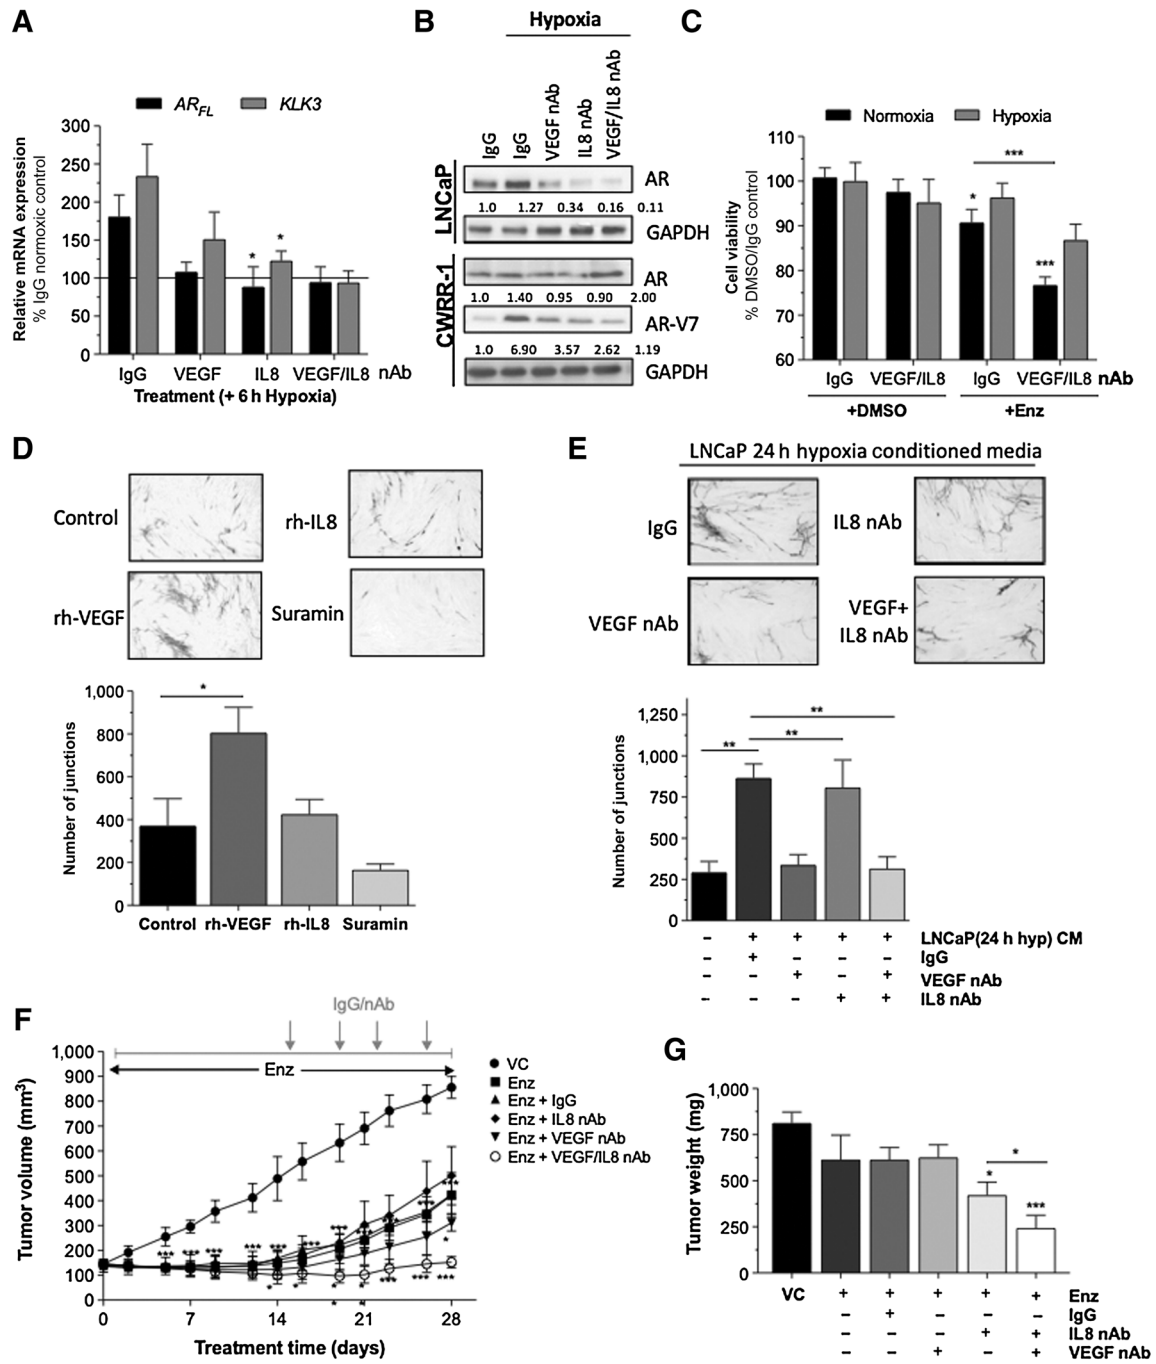 A
AR_FL KLK3
Relative mRNA expression
% IgG normoxic control
300
250
200
150
100
50
0
* *
IgG VEGF IL8 VEGF/IL8 nAb
Treatment (+ 6 h Hypoxia)
B
Hypoxia
IgG IgG VEGF nAb IL8 nAb VEGF/IL8 nAb
LNCaP
AR
1.0 1.27 0.34 0.16 0.11
GAPDH
CWRR-1
AR
1.0 1.40 0.95 0.90 2.00
AR-V7
1.0 6.90 3.57 2.62 1.19
GAPDH
C
Normoxia Hypoxia
Cell viability
% DMSO/IgG control
110
100
90
80
70
60
***
*
***
IgG VEGF/IL8 IgG VEGF/IL8 nAb
+DMSO +Enz
D
Control rh-IL8
rh-VEGF Suramin
Number of junctions
1,000
800
600
400
200
0
*
Control rh-VEGF rh-IL8 Suramin
E
LNCaP 24 h hypoxia conditioned media
IgG IL8 nAb
VEGF nAb VEGF+
IL8 nAb
Number of junctions
1,250
1,000
750
500
250
0
**
**
**
– + + + + LNCaP(24 h hyp) CM
– + – – – IgG
– – + – + VEGF nAb
– – – + + IL8 nAb
F
IgG/nAb
Enz
Tumor volume (mm3)
1,000
900
800
700
600
500
400
300
200
100
0
0 7 14 21 28
Treatment time (days)
VC
Enz
Enz + IgG
Enz + IL8 nAb
Enz + VEGF nAb
Enz + VEGF/IL8 nAb
G
Tumor weight (mg)
1,000
750
500
250
0
*
*
***
VC + + + + + Enz
– + – – – IgG
– – – + + IL8 nAb
– – + – + VEGF nAb